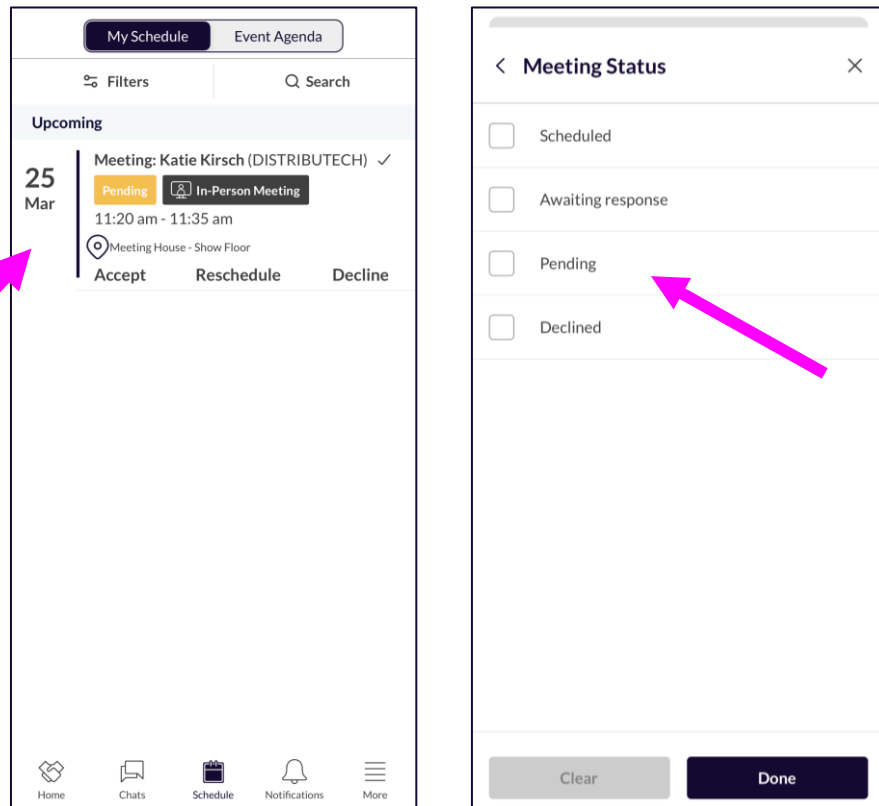 My Schedule Event Agenda
Filters Search
Upcoming
25
Mar
Meeting: Katie Kirsch (DISTRIBUTECH)
Pending In-Person Meeting
11:20 am - 11:35 am
Meeting House - Show Floor
Accept Reschedule Decline
Home Chats Schedule Notifications More
Meeting Status
Scheduled
Awaiting response
Pending
Declined
Clear Done